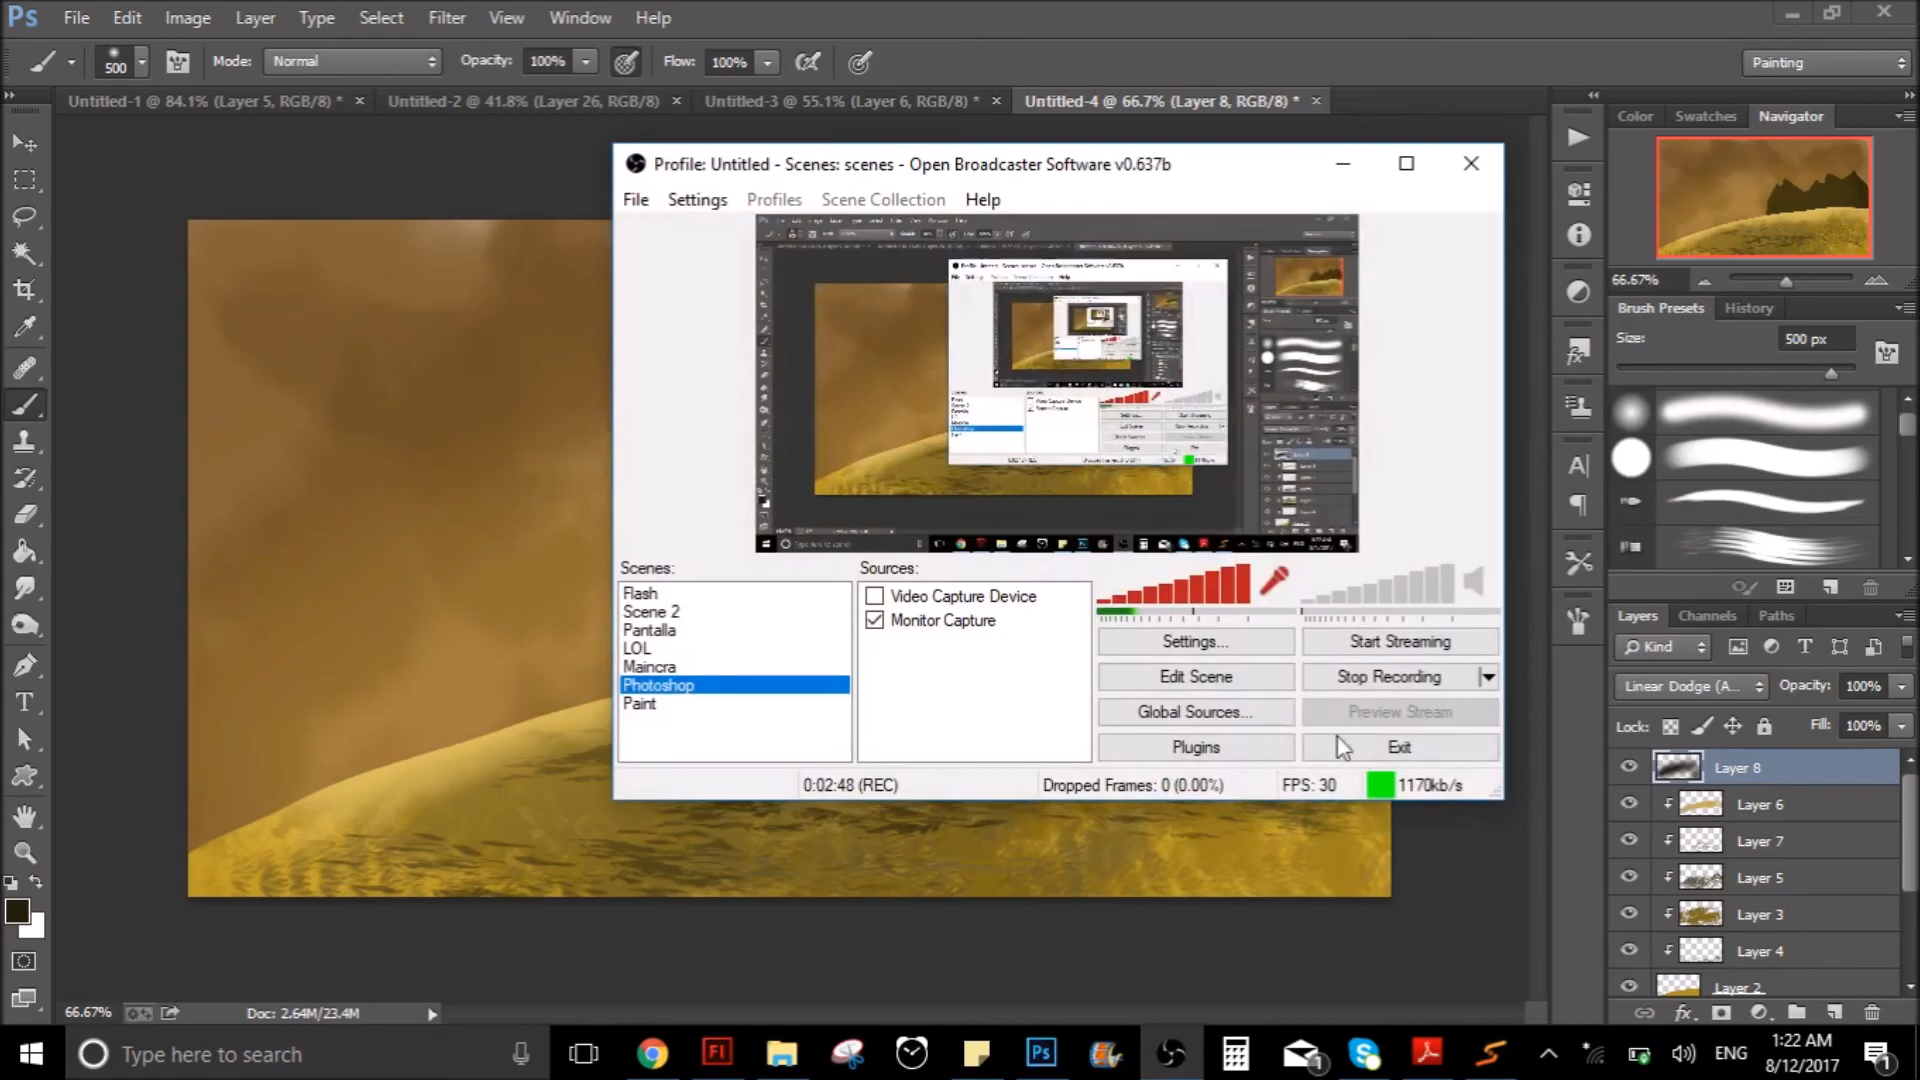 Ps File Edit Image Layer Type Select Filter View Window Help
500 Mode: Normal Opacity: 100% Flow: 100% Painting
Untitled-1 @ 84.1% (Layer 5, RGB/8) * × Untitled-2 @ 41.8% (Layer 26, RGB/8) × Untitled-3 @ 55.1% (Layer 6, RGB/8) * × Untitled-4 @ 66.7% (Layer 8, RGB/8) * ×
Color Swatches Navigator
66.67%
Brush Presets History
Size: 500 px
Profile: Untitled - Scenes: scenes - Open Broadcaster Software v0.637b
File Settings Profiles Scene Collection Help
Scenes:
Flash
Scene 2
Pantalla
LOL
Maincra
Photoshop
Paint
Sources:
Video Capture Device
Monitor Capture
Settings... Start Streaming
Edit Scene Stop Recording
Global Sources... Preview Stream
Plugins Exit
0:02:48 (REC) Dropped Frames: 0 (0.00%) FPS: 30 1170kb/s
Layers Channels Paths
Kind
Linear Dodge (A... Opacity: 100%
Lock: Fill: 100%
Layer 8
Layer 6
Layer 7
Layer 5
Layer 3
Layer 4
Layer 2
66.67% Doc: 2.64M/23.4M
Type here to search
ENG 1:22 AM
8/12/2017